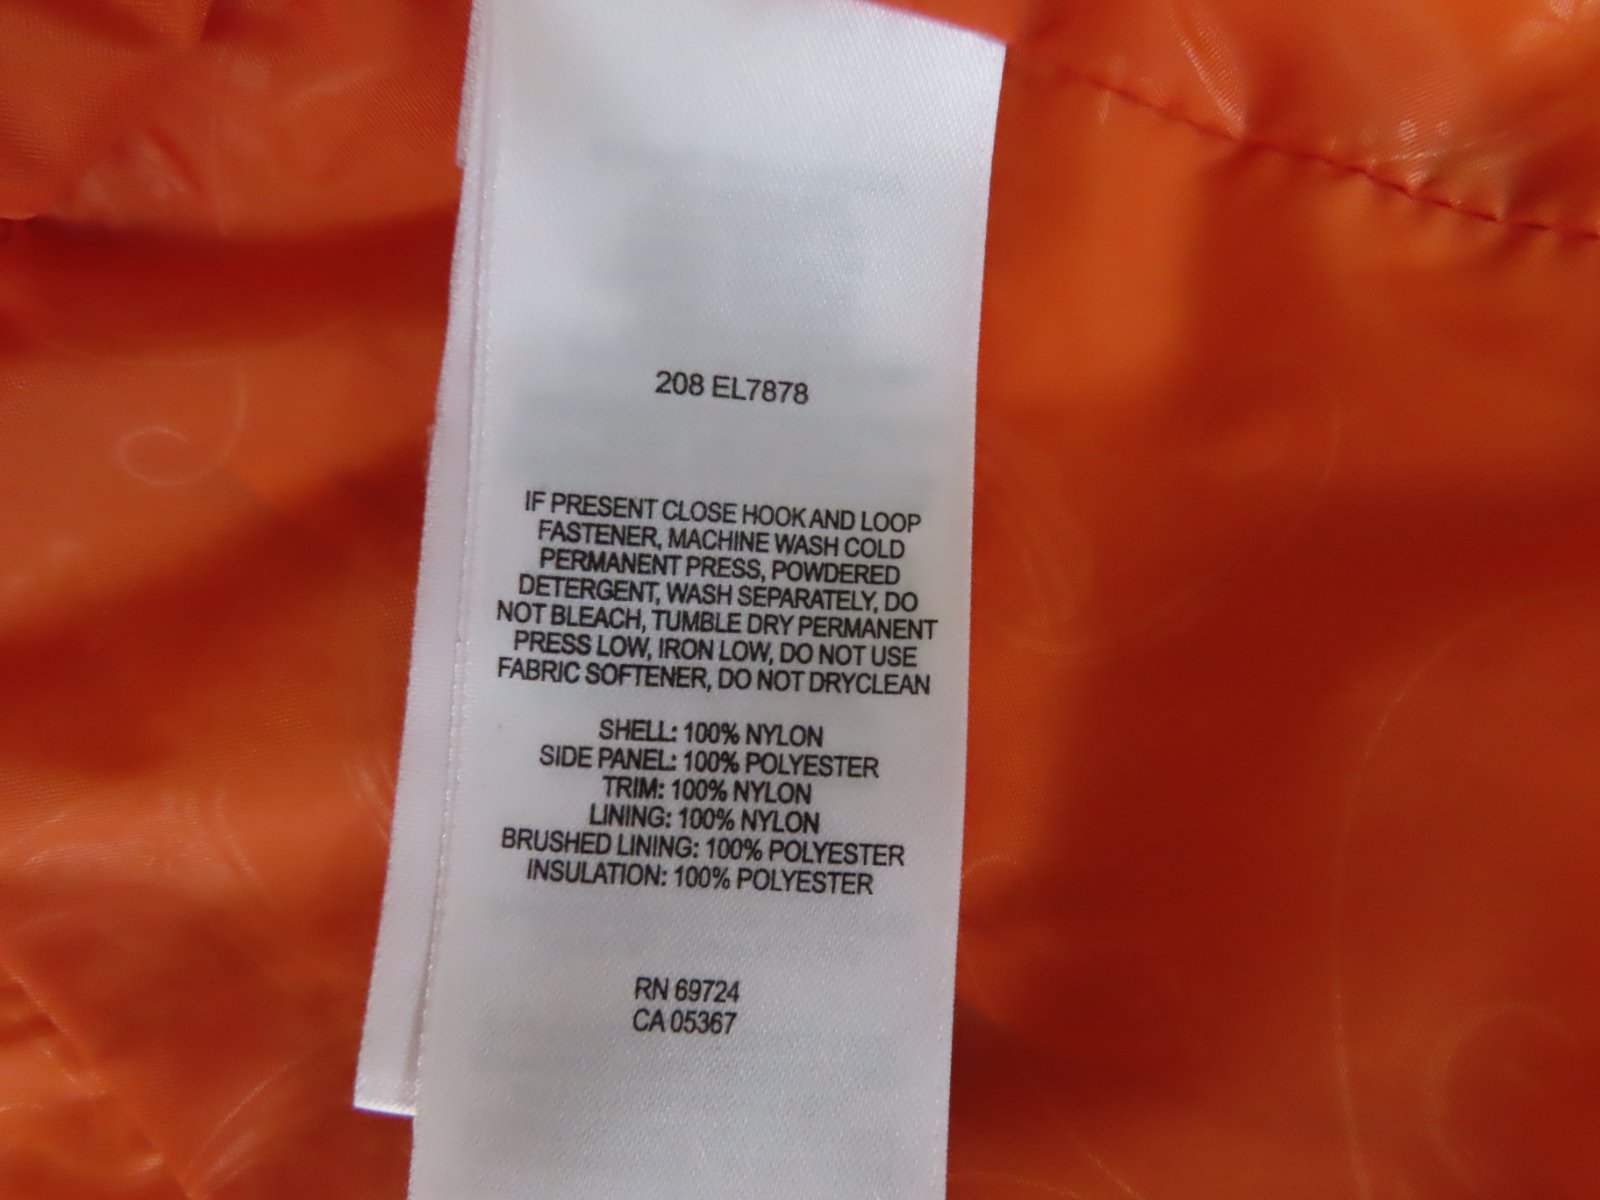 208 EL7878
IF PRESENT CLOSE HOOK AND LOOP
FASTENER, MACHINE WASH COLD
PERMANENT PRESS, POWDERED
DETERGENT, WASH SEPARATELY, DO
NOT BLEACH, TUMBLE DRY PERMANENT
PRESS LOW, IRON LOW, DO NOT USE
FABRIC SOFTENER, DO NOT DRYCLEAN
SHELL: 100% NYLON
SIDE PANEL: 100% POLYESTER
TRIM: 100% NYLON
LINING: 100% NYLON
BRUSHED LINING: 100% POLYESTER
INSULATION: 100% POLYESTER
RN 69724
CA 05367